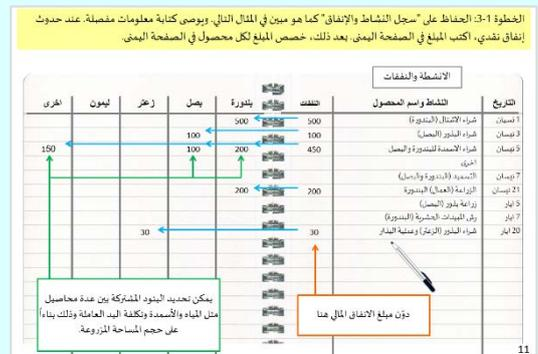 الخطوة 1-3: الحفاظ على "سجل النشاط والإنفاق" كما هو مبين في المثال التالي. ويوصى كتابة معلومات مفصلة. عند حدوث
إنفاق نقدي، اكتب المبلغ في الصفحة اليمنى. بعد ذلك، خصص المبلغ لكل محصول في الصفحة اليمنى.
الانشطة والنفقات
التاريخ النشاط واسم المحصول النفقات بندورة بصل زعتر ليمون اخرى
1 نيسان شراء الاشتال (البندورة) 500 500
3 نيسان شراء البذور (البصل) 100 100
5 نيسان شراء الاسمدة للبندورة والبصل 450 200 100 150
اخرى
7 نيسان التسميد (البندورة والبصل)
21 نيسان الزراعة (العمال) البندورة 200 200
5 ايار زراعة بذور (البصل)
7 ايار رش المبيدات الحشرية (البندورة)
20 ايار شراء البذور (الزعتر) وعملية البذار 30 30
دوّن مبلغ الانفاق المالي هنا
يمكن تحديد البنود المشتركة بين عدة محاصيل
مثل المياه والأسمدة وتكلفة اليد العاملة وذلك بناءاً
على حجم المساحة المزروعة.
11